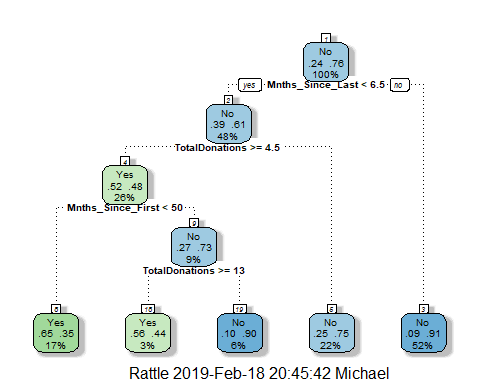 1
No
.24 .76
100%
yes Mnths_Since_Last < 6.5 no
2
No
.39 .61
48%
TotalDonations >= 4.5
4
Yes
.52 .48
26%
Mnths_Since_First < 50
9
No
.27 .73
9%
TotalDonations >= 13
8
Yes
.65 .35
17%
18
Yes
.56 .44
3%
19
No
.10 .90
6%
5
No
.25 .75
22%
3
No
.09 .91
52%
Rattle 2019-Feb-18 20:45:42 Michael